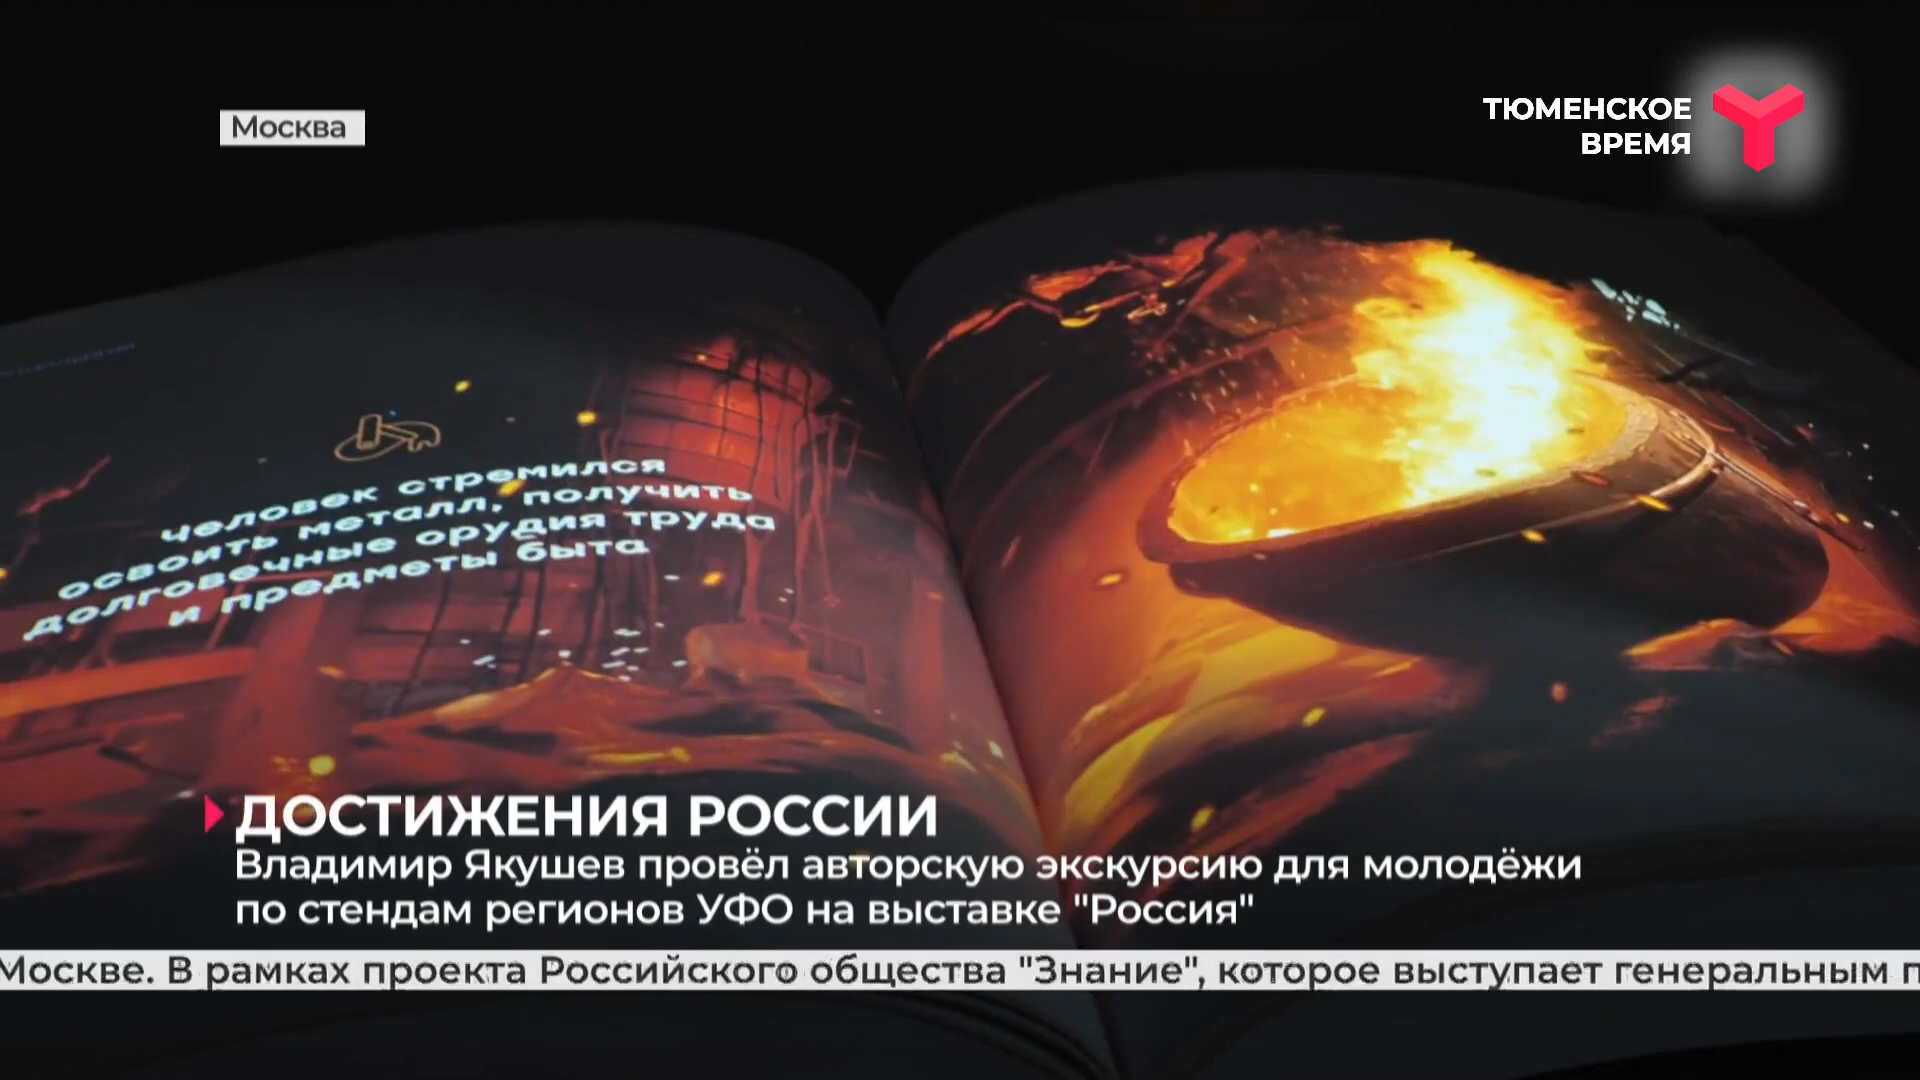 Москва
ТЮМЕНСКОЕ
ВРЕМЯ
человек стремился
освоить металл, получить
долговечные орудия труда
и предметы быта
ДОСТИЖЕНИЯ РОССИИ
Владимир Якушев провёл авторскую экскурсию для молодёжи
по стендам регионов УФО на выставке "Россия"
Москве. В рамках проекта Российского общества "Знание", которое выступает генеральным п